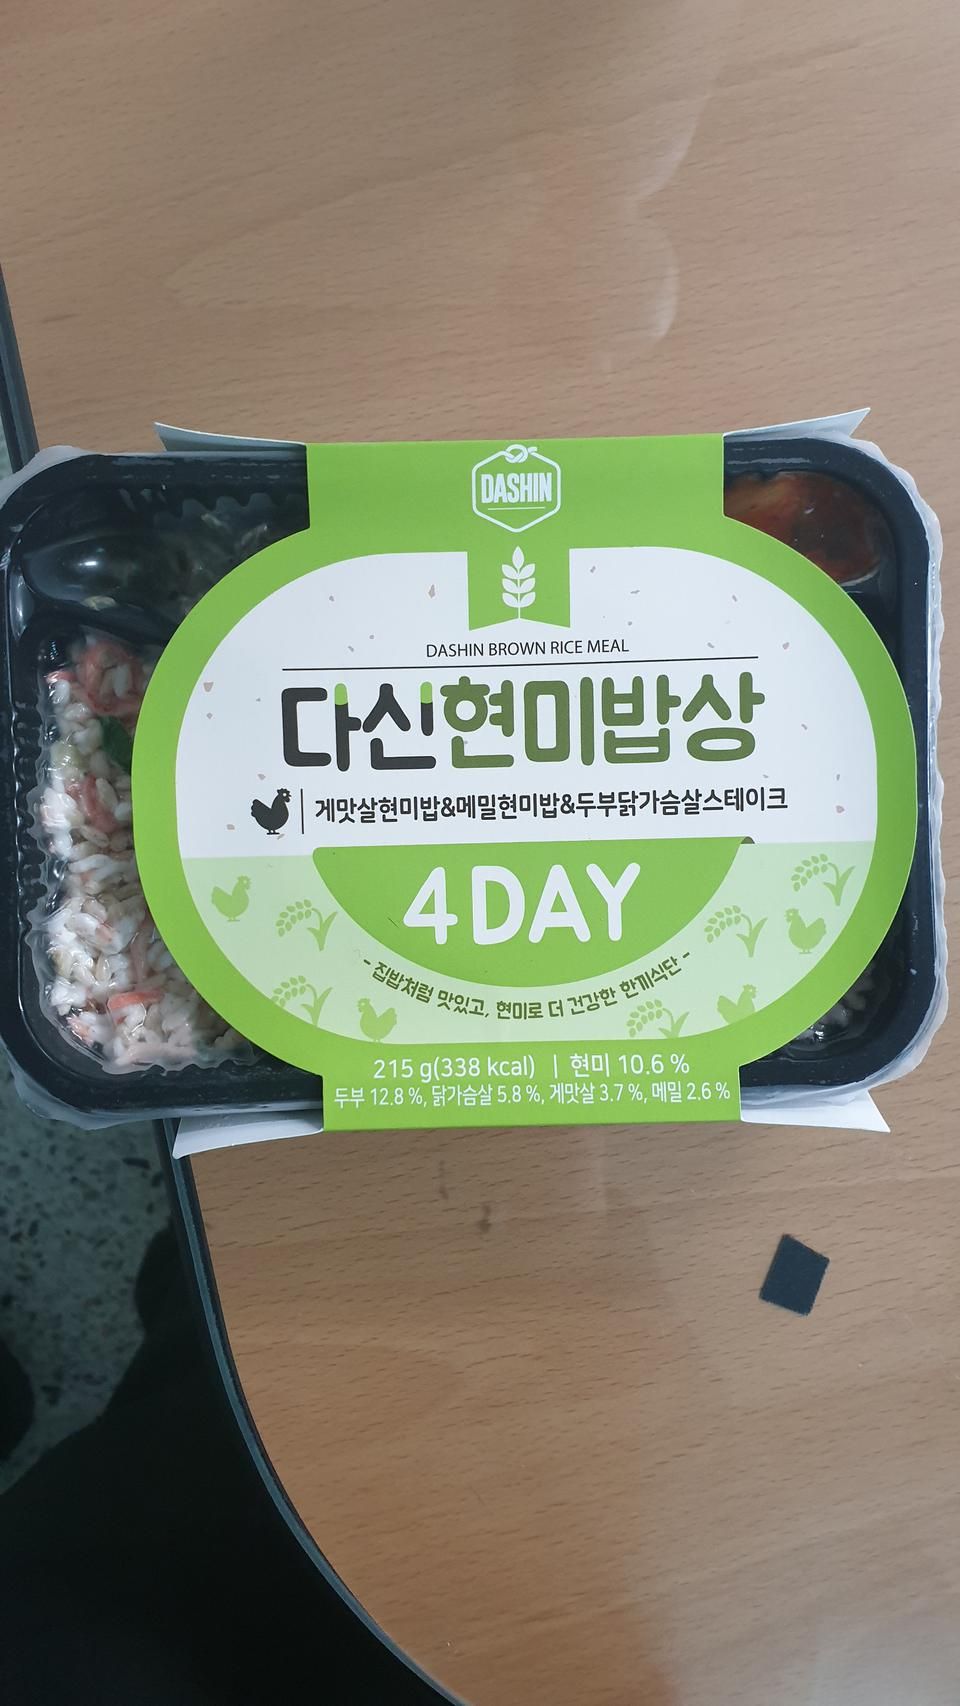 DASHIN
DASHIN BROWN RICE MEAL
다신현미밥상
게맛살현미밥&메밀현미밥&두부닭가슴살스테이크
4 DAY
- 집밥처럼 맛있고, 현미로 더 건강한 한끼식단 -
215 g(338 kcal) | 현미 10.6 %
두부 12.8 %, 닭가슴살 5.8 %, 게맛살 3.7 %, 메밀 2.6 %